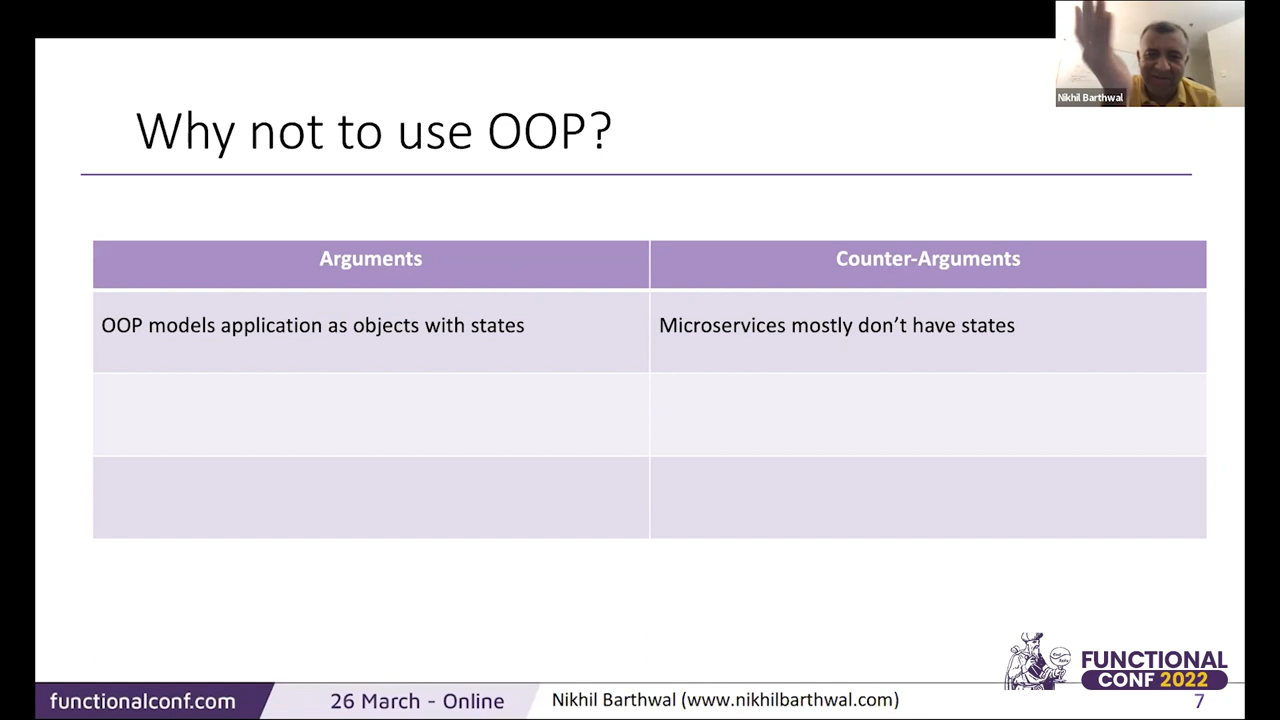 Nikhil Barthwal
Why not to use OOP?
Arguments
Counter-Arguments
OOP models application as objects with states
Microservices mostly don’t have states
FUNCTIONAL
CONF 2022
functionalconf.com
26 March - Online
Nikhil Barthwal (www.nikhilbarthwal.com)
7